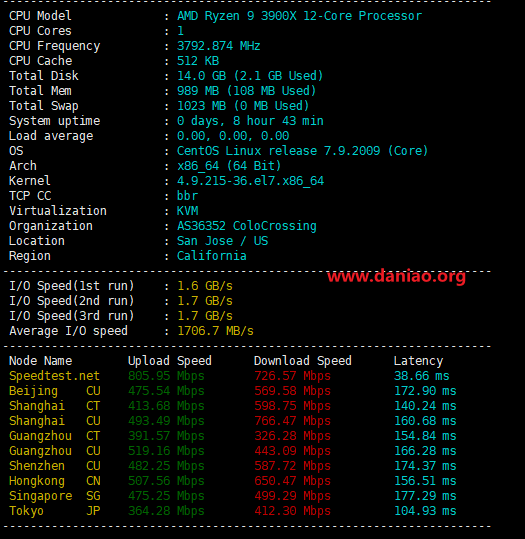 CPU Model : AMD Ryzen 9 3900X 12-Core Processor
CPU Cores : 1
CPU Frequency : 3792.874 MHz
CPU Cache : 512 KB
Total Disk : 14.0 GB (2.1 GB Used)
Total Mem : 989 MB (108 MB Used)
Total Swap : 1023 MB (0 MB Used)
System uptime : 0 days, 8 hour 43 min
Load average : 0.00, 0.00, 0.00
OS : CentOS Linux release 7.9.2009 (Core)
Arch : x86_64 (64 Bit)
Kernel : 4.9.215-36.el7.x86_64
TCP CC : bbr
Virtualization : KVM
Organization : AS36352 ColoCrossing
Location : San Jose / US
Region : California
www.daniao.org
I/O Speed(1st run) : 1.6 GB/s
I/O Speed(2nd run) : 1.7 GB/s
I/O Speed(3rd run) : 1.7 GB/s
Average I/O speed : 1706.7 MB/s
Node Name Upload Speed Download Speed Latency
Speedtest.net 805.95 Mbps 726.57 Mbps 38.66 ms
Beijing CU 475.54 Mbps 569.58 Mbps 172.90 ms
Shanghai CT 413.68 Mbps 598.75 Mbps 140.24 ms
Shanghai CU 493.49 Mbps 766.47 Mbps 160.68 ms
Guangzhou CT 391.57 Mbps 326.28 Mbps 154.84 ms
Guangzhou CU 519.16 Mbps 443.09 Mbps 166.28 ms
Shenzhen CU 482.25 Mbps 587.72 Mbps 174.37 ms
Hongkong CN 507.56 Mbps 650.47 Mbps 156.51 ms
Singapore SG 475.25 Mbps 499.29 Mbps 177.29 ms
Tokyo JP 364.28 Mbps 412.30 Mbps 104.93 ms